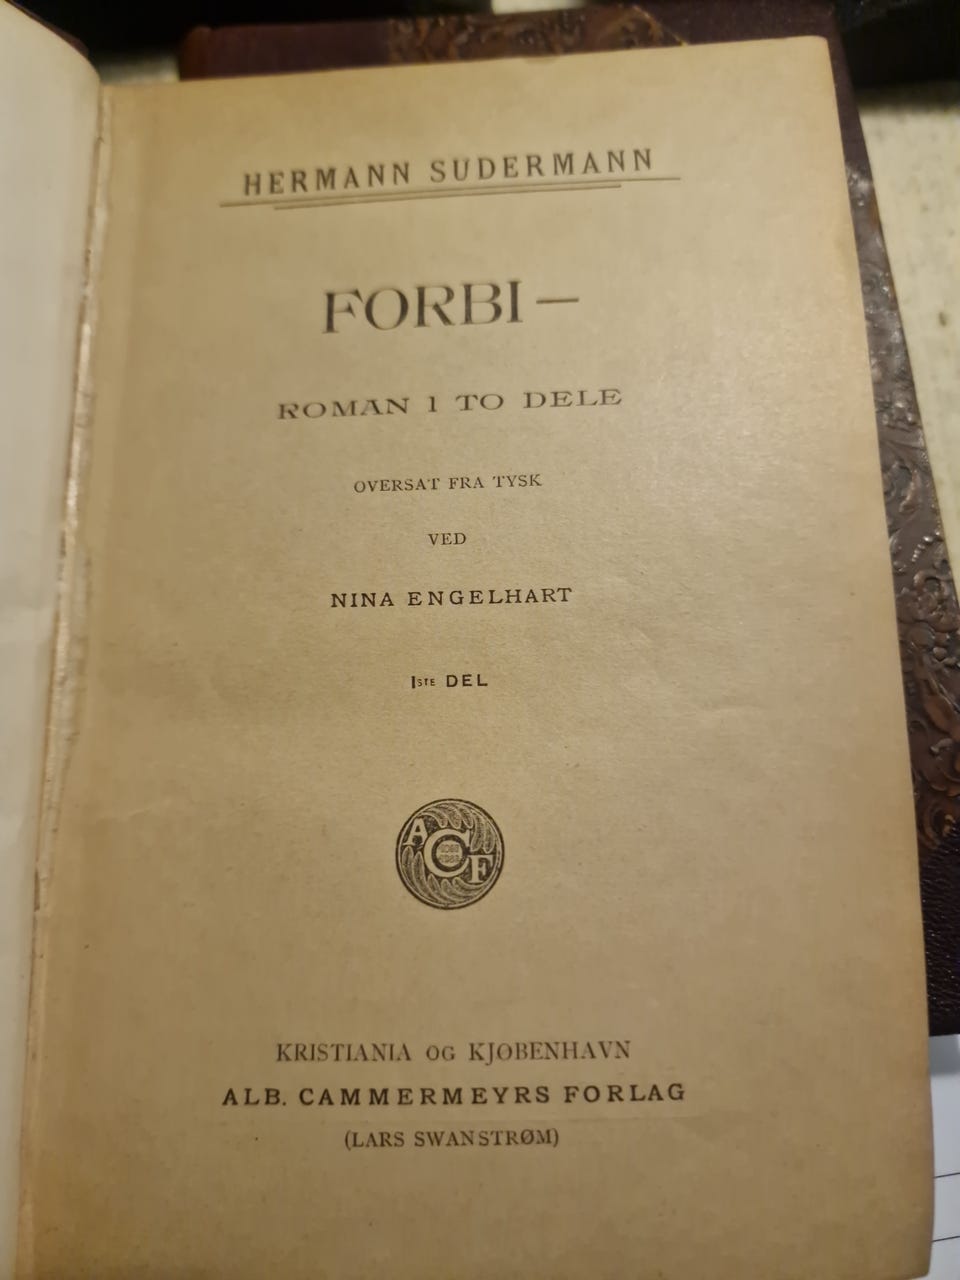 HERMANN SUDERMANN
FORBI —
ROMAN I TO DELE
OVERSAT FRA TYSK
VED
NINA ENGELHART
1STE DEL
A C F
KRISTIANIA OG KJØBENHAVN
ALB. CAMMERMEYRS FORLAG
(LARS SWANSTRØM)